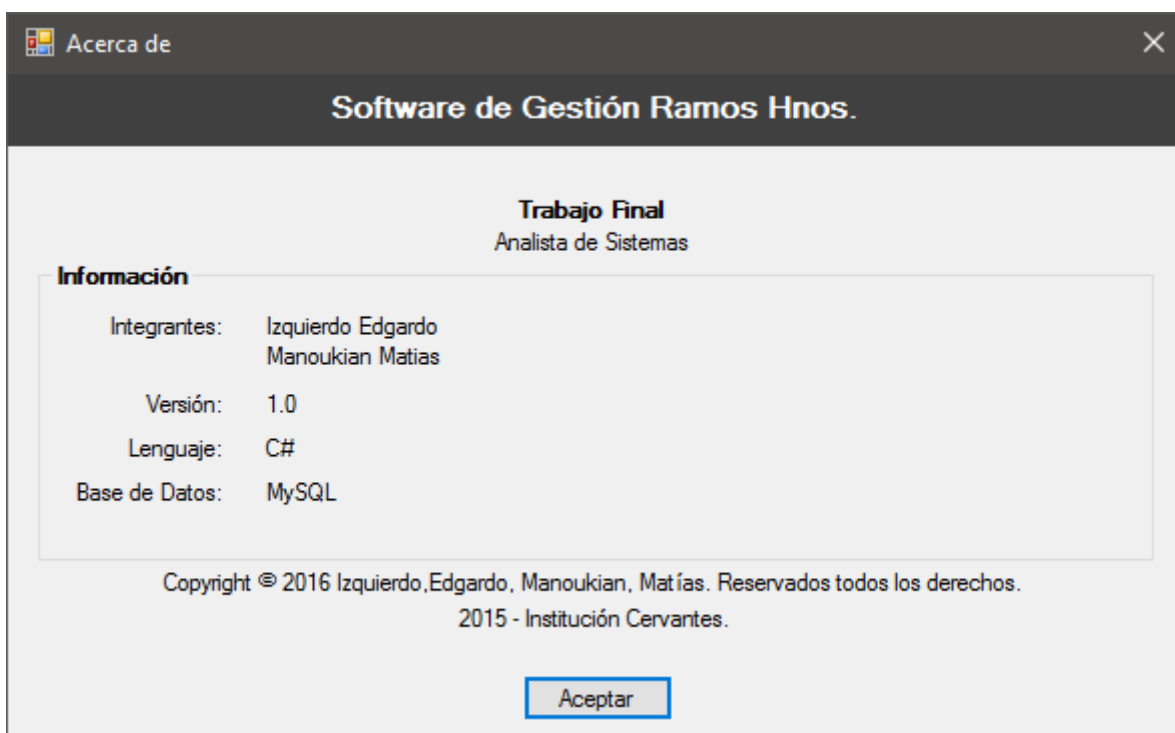 Acerca de
Software de Gestión Ramos Hnos.
Trabajo Final
Analista de Sistemas
Información
Integrantes: Izquierdo Edgardo
Manoukian Matias
Versión: 1.0
Lenguaje: C#
Base de Datos: MySQL
Copyright © 2016 Izquierdo,Edgardo, Manoukian, Matías. Reservados todos los derechos.
2015 - Institución Cervantes.
Aceptar